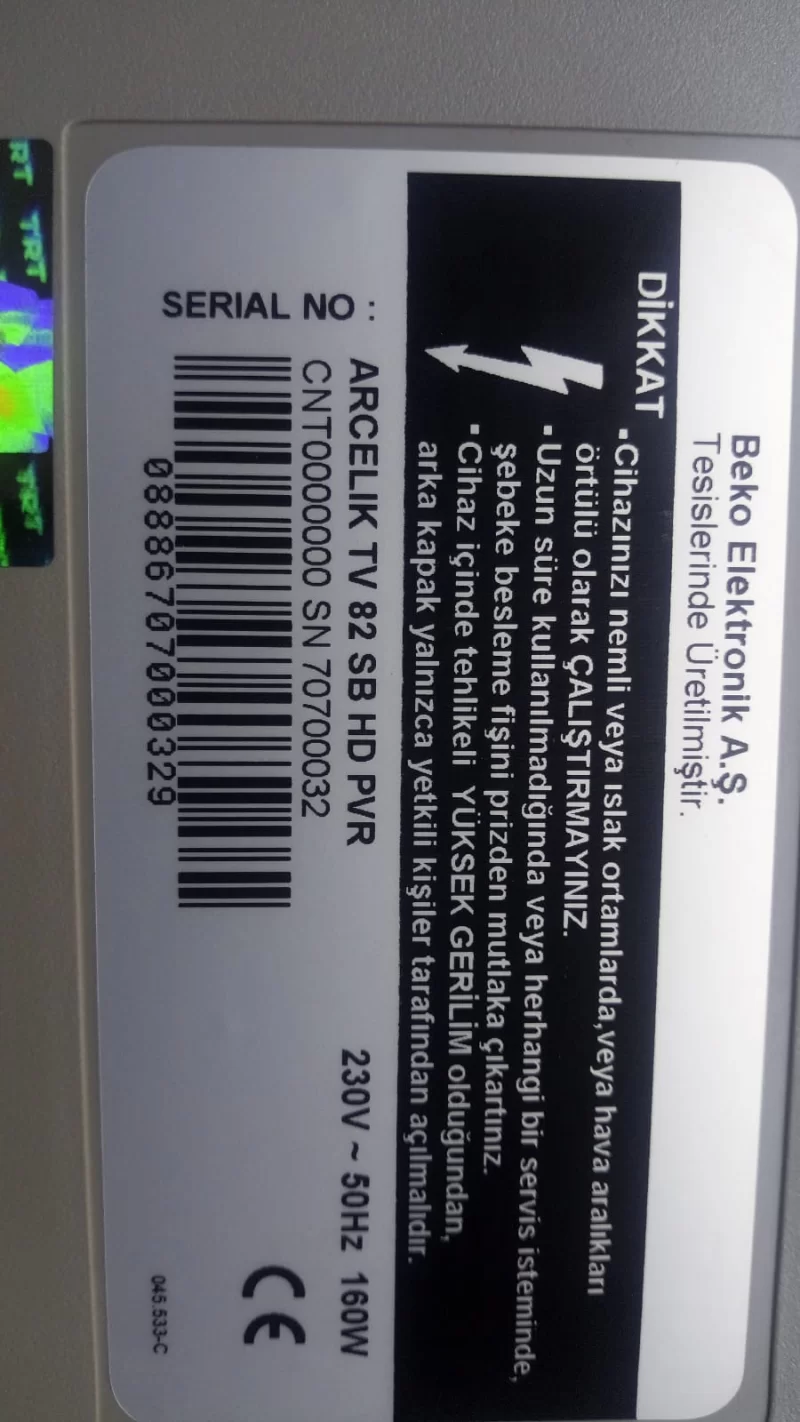 Beko Elektronik A.Ş.
Tesislerinde Üretilmiştir.
DİKKAT
▪Cihazınızı nemli veya ıslak ortamlarda,veya hava aralıkları
örtülü olarak ÇALIŞTIRMAYINIZ.
▪Uzun süre kullanılmadığında veya herhangi bir servis isteminde,
şebeke besleme fişini prizden mutlaka çıkartınız.
▪Cihaz içinde tehlikeli YÜKSEK GERİLİM olduğundan,
arka kapak yalnızca yetkili kişiler tarafından açılmalıdır.
ARCELIK TV 82 SB HD PVR 230V ~ 50Hz 160W
CNT0000000 SN 70700032
SERIAL NO :
08886707000329
CE
045.533-C
RT TRT TRT